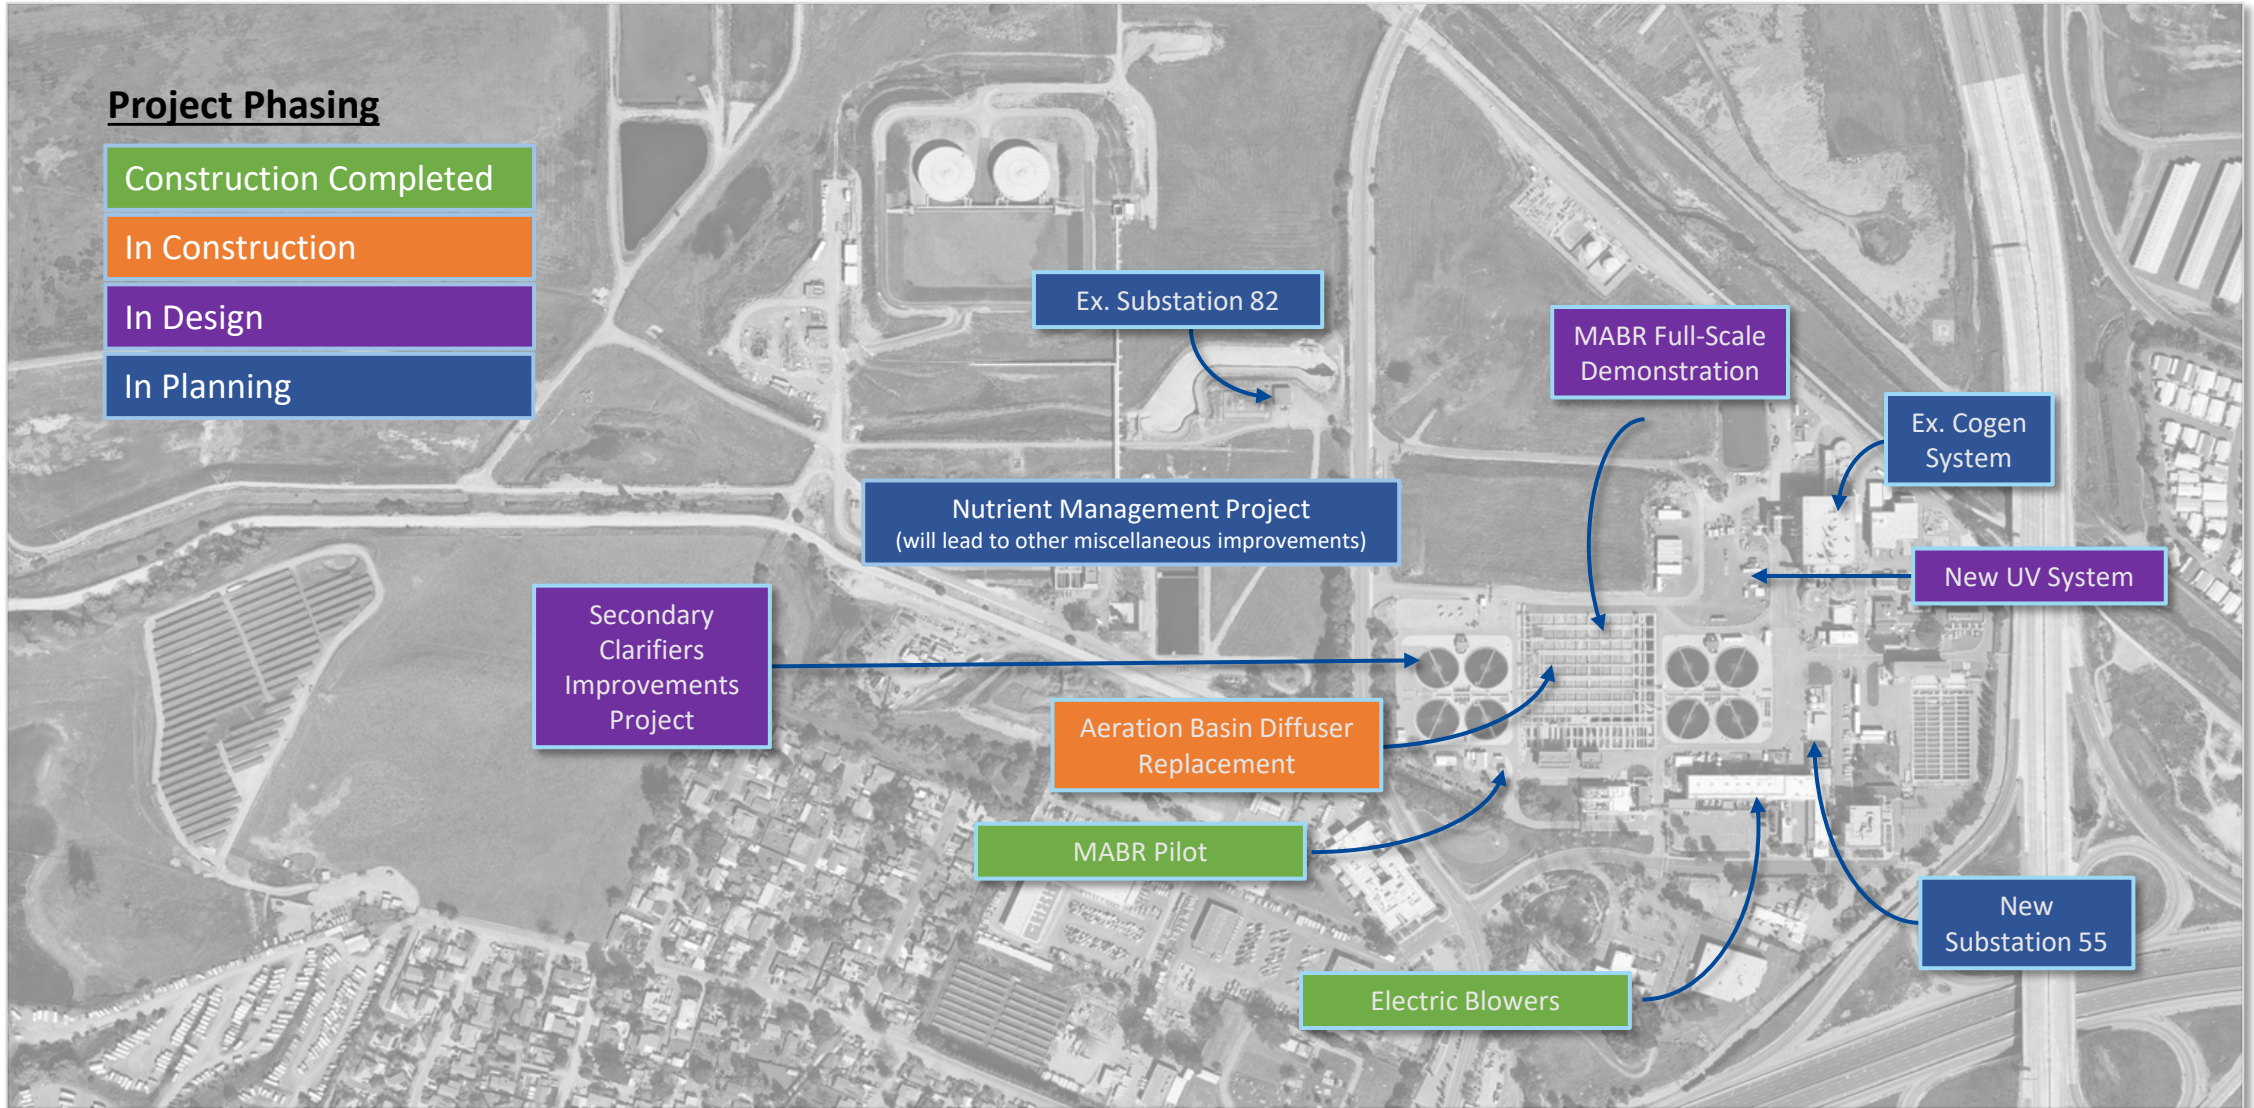 Project Phasing
Construction Completed
In Construction
In Design
In Planning
Ex. Substation 82
MABR Full-Scale
Demonstration
Ex. Cogen
System
Nutrient Management Project
(will lead to other miscellaneous improvements)
New UV System
Secondary
Clarifiers
Improvements
Project
Aeration Basin Diffuser
Replacement
MABR Pilot
New
Substation 55
Electric Blowers